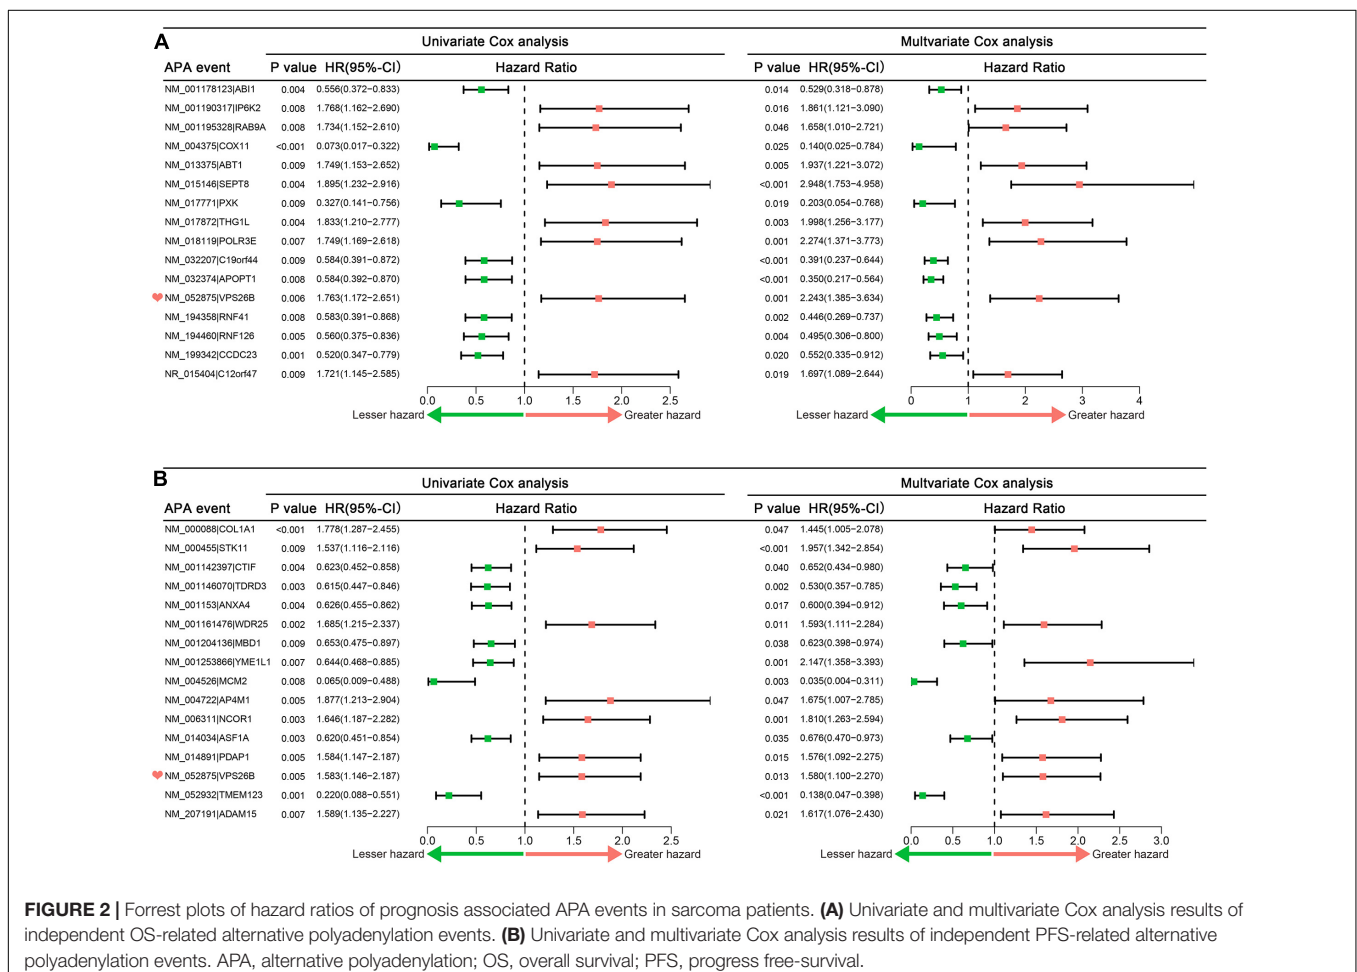 A
Univariate Cox analysis Multvariate Cox analysis
APA event P value HR(95%-CI) Hazard Ratio P value HR(95%-CI) Hazard Ratio
NM_001178123|ABI1 0.004 0.556(0.372−0.833) 0.014 0.529(0.318−0.878)
NM_001190317|IP6K2 0.008 1.768(1.162−2.690) 0.016 1.861(1.121−3.090)
NM_001195328|RAB9A 0.008 1.734(1.152−2.610) 0.046 1.658(1.010−2.721)
NM_004375|COX11 <0.001 0.073(0.017−0.322) 0.025 0.140(0.025−0.784)
NM_013375|ABT1 0.009 1.749(1.153−2.652) 0.005 1.937(1.221−3.072)
NM_015146|SEPT8 0.004 1.895(1.232−2.916) <0.001 2.948(1.753−4.958)
NM_017771|PXK 0.009 0.327(0.141−0.756) 0.019 0.203(0.054−0.768)
NM_017872|THG1L 0.004 1.833(1.210−2.777) 0.003 1.998(1.256−3.177)
NM_018119|POLR3E 0.007 1.749(1.169−2.618) 0.001 2.274(1.371−3.773)
NM_032207|C19orf44 0.009 0.584(0.391−0.872) <0.001 0.391(0.237−0.644)
NM_032374|APOPT1 0.008 0.584(0.392−0.870) <0.001 0.350(0.217−0.564)
NM_052875|VPS26B 0.006 1.763(1.172−2.651) 0.001 2.243(1.385−3.634)
NM_194358|RNF41 0.008 0.583(0.391−0.868) 0.002 0.446(0.269−0.737)
NM_194460|RNF126 0.005 0.560(0.375−0.836) 0.004 0.495(0.306−0.800)
NM_199342|CCDC23 0.001 0.520(0.347−0.779) 0.020 0.552(0.335−0.912)
NR_015404|C12orf47 0.009 1.721(1.145−2.585) 0.019 1.697(1.089−2.644)
0.0 0.5 1.0 1.5 2.0 2.5 0 1 2 3 4
Lesser hazard Greater hazard Lesser hazard Greater hazard
B
Univariate Cox analysis Multvariate Cox analysis
APA event P value HR(95%-CI) Hazard Ratio P value HR(95%-CI) Hazard Ratio
NM_000088|COL1A1 <0.001 1.778(1.287−2.455) 0.047 1.445(1.005−2.078)
NM_000455|STK11 0.009 1.537(1.116−2.116) <0.001 1.957(1.342−2.854)
NM_001142397|CTIF 0.004 0.623(0.452−0.858) 0.040 0.652(0.434−0.980)
NM_001146070|TDRD3 0.003 0.615(0.447−0.846) 0.002 0.530(0.357−0.785)
NM_001153|ANXA4 0.004 0.626(0.455−0.862) 0.017 0.600(0.394−0.912)
NM_001161476|WDR25 0.002 1.685(1.215−2.337) 0.011 1.593(1.111−2.284)
NM_001204136|MBD1 0.009 0.653(0.475−0.897) 0.038 0.623(0.398−0.974)
NM_001253866|YME1L1 0.007 0.644(0.468−0.885) 0.001 2.147(1.358−3.393)
NM_004526|MCM2 0.008 0.065(0.009−0.488) 0.003 0.035(0.004−0.311)
NM_004722|AP4M1 0.005 1.877(1.213−2.904) 0.047 1.675(1.007−2.785)
NM_006311|NCOR1 0.003 1.646(1.187−2.282) 0.001 1.810(1.263−2.594)
NM_014034|ASF1A 0.003 0.620(0.451−0.854) 0.035 0.676(0.470−0.973)
NM_014891|PDAP1 0.005 1.584(1.147−2.187) 0.015 1.576(1.092−2.275)
NM_052875|VPS26B 0.005 1.583(1.146−2.187) 0.013 1.580(1.100−2.270)
NM_052932|TMEM123 0.001 0.220(0.088−0.551) <0.001 0.138(0.047−0.398)
NM_207191|ADAM15 0.007 1.589(1.135−2.227) 0.021 1.617(1.076−2.430)
0.0 0.5 1.0 1.5 2.0 2.5 0.0 0.5 1.0 1.5 2.0 2.5 3.0
Lesser hazard Greater hazard Lesser hazard Greater hazard
FIGURE 2 | Forrest plots of hazard ratios of prognosis associated APA events in sarcoma patients. (A) Univariate and multivariate Cox analysis results of
independent OS-related alternative polyadenylation events. (B) Univariate and multivariate Cox analysis results of independent PFS-related alternative
polyadenylation events. APA, alternative polyadenylation; OS, overall survival; PFS, progress free-survival.